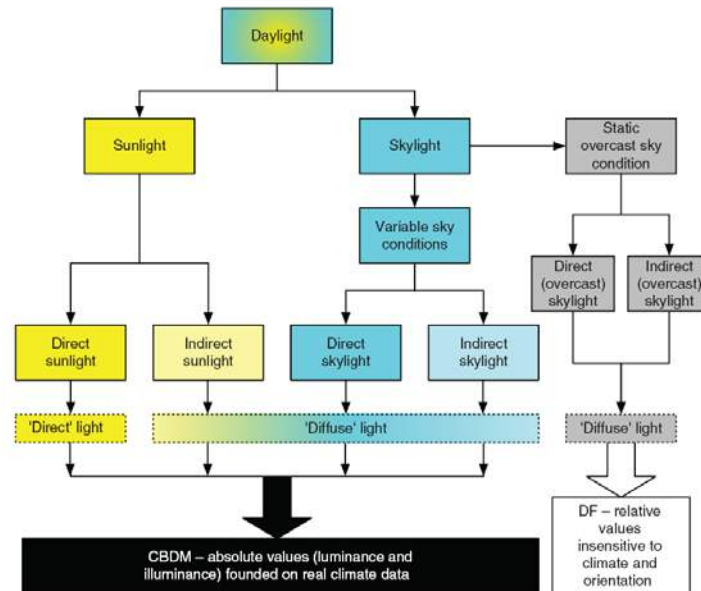 Daylight
Sunlight
Skylight
Static
overcast sky
condition
Variable sky
conditions
Direct
(overcast)
skylight
Indirect
(overcast)
skylight
Direct
sunlight
Indirect
sunlight
Direct
skylight
Indirect
skylight
'Direct' light
'Diffuse' light
'Diffuse' light
CBDM – absolute values (luminance and
illuminance) founded on real climate data
DF – relative
values
insensitive to
climate and
orientation